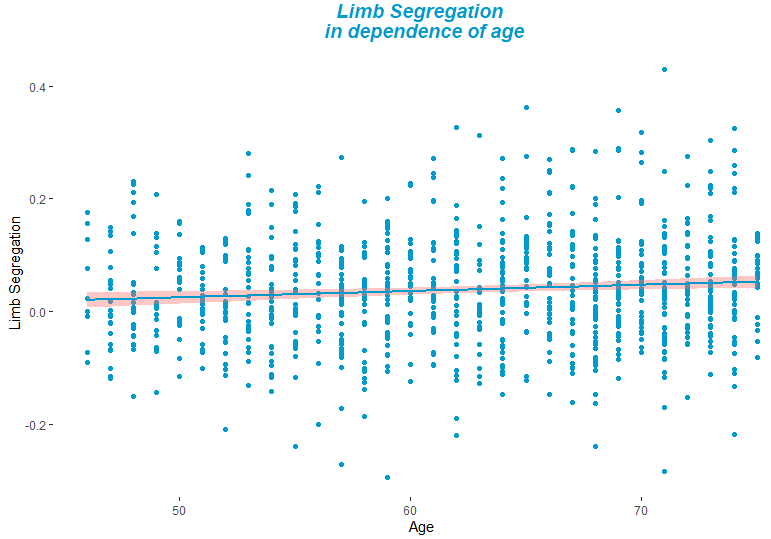 Limb Segregation
in dependence of age
Limb Segregation
0.4
0.2
0.0
-0.2
50
60
70
Age